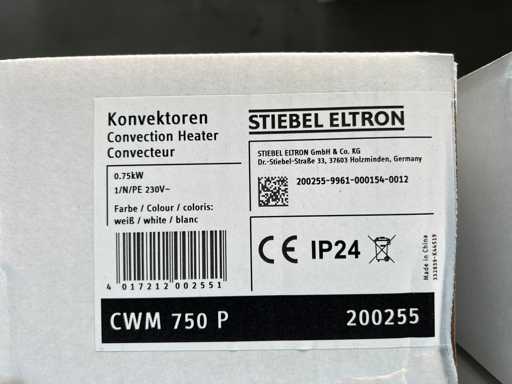 Konvektoren
Convection Heater
Convecteur
0.75kW
1/N/PE 230V~
Farbe / Colour / coloris:
weiß / white / blanc
4 017212 002551
STIEBEL ELTRON
STIEBEL ELTRON GmbH & Co. KG
Dr.-Stiebel-Straße 33, 37603 Holzminden, Germany
200255-9961-000154-0012
CE IP24
Made in China
CWM 750 P 200255